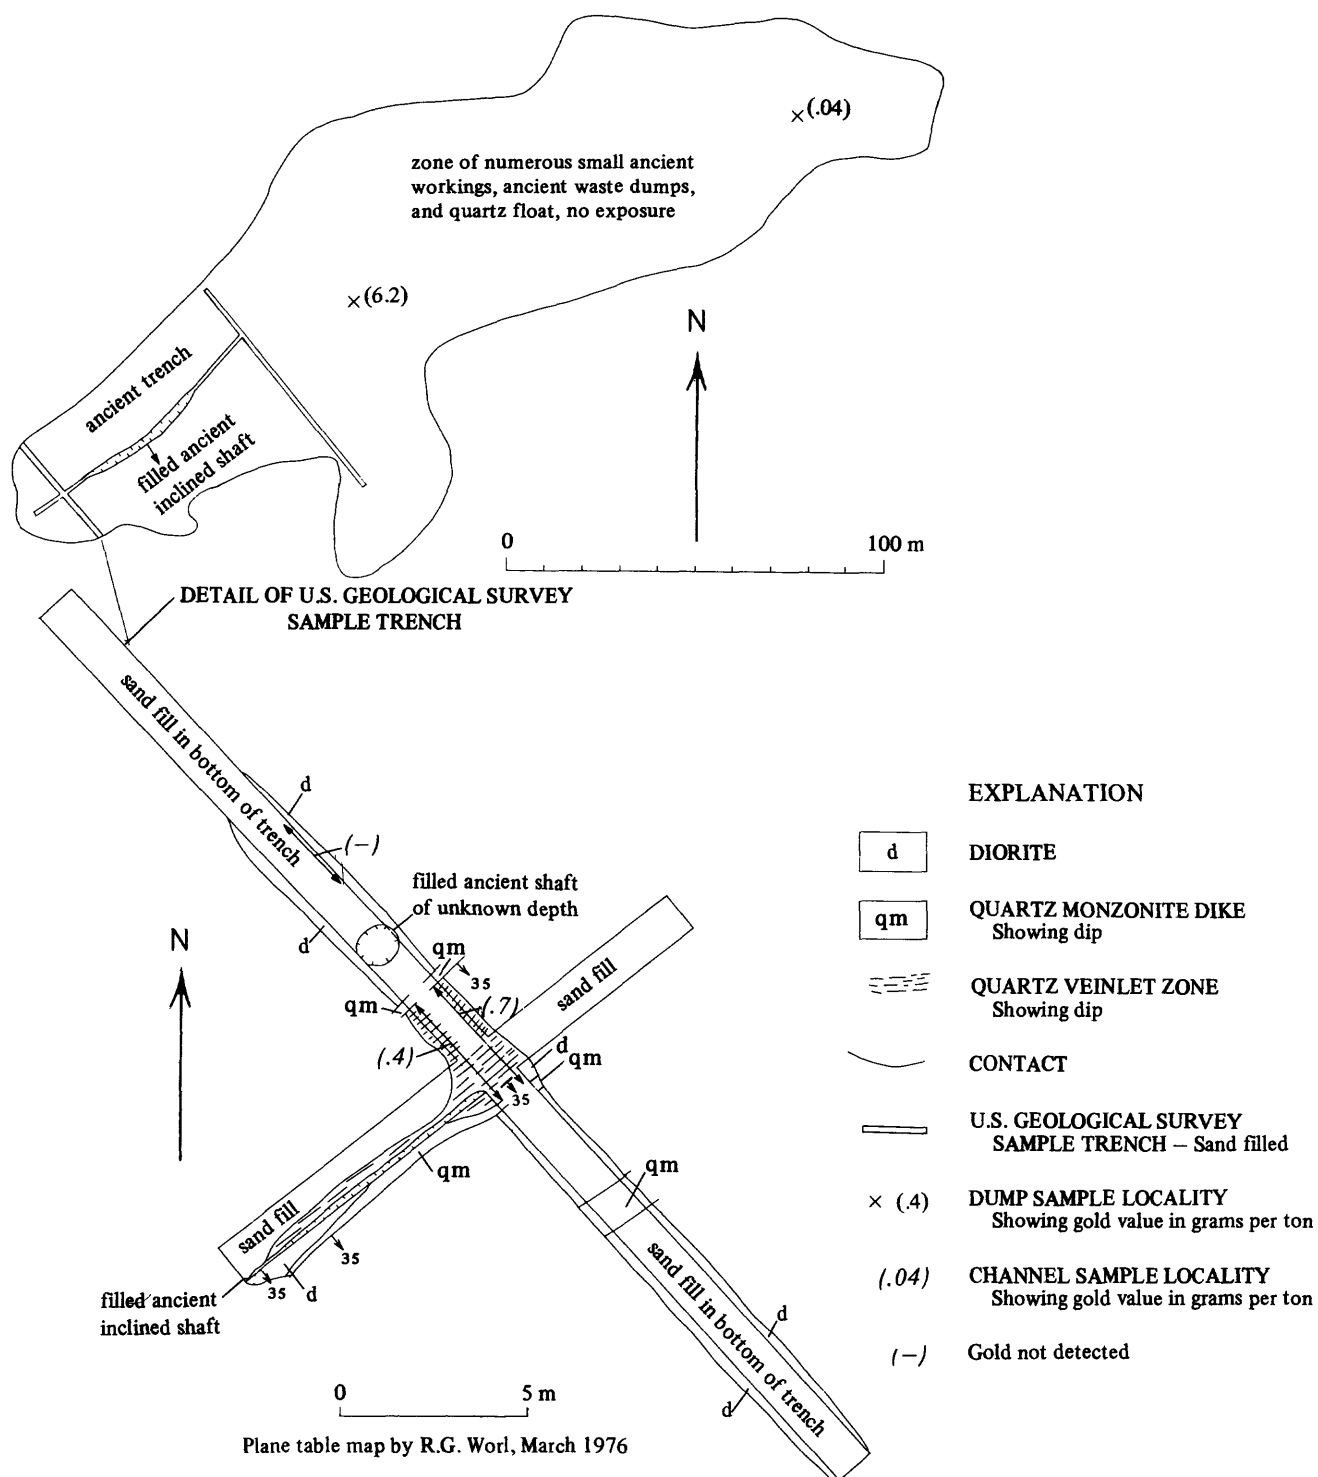 (.04)
zone of numerous small ancient
workings, ancient waste dumps,
and quartz float, no exposure
(6.2)
N
ancient trench
filled ancient
inclined shaft
0 100 m
DETAIL OF U.S. GEOLOGICAL SURVEY
SAMPLE TRENCH
sand fill in bottom of trench
d
(–)
filled ancient shaft
of unknown depth
N
d
qm
35
qm
(.7)
sand fill
(.4)
d
qm
35
qm
qm
sand fill
35
35
d
filled ancient
inclined shaft
sand fill in bottom of trench
d
d
0 5 m
Plane table map by R.G. Worl, March 1976
EXPLANATION
d DIORITE
qm QUARTZ MONZONITE DIKE
Showing dip
QUARTZ VEINLET ZONE
Showing dip
CONTACT
U.S. GEOLOGICAL SURVEY
SAMPLE TRENCH – Sand filled
× (.4) DUMP SAMPLE LOCALITY
Showing gold value in grams per ton
(.04) CHANNEL SAMPLE LOCALITY
Showing gold value in grams per ton
(–) Gold not detected